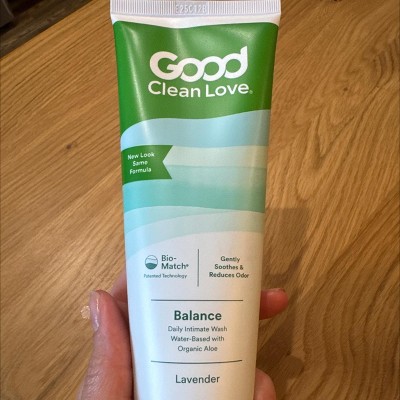 25C12B
Good
Clean Love®
New Look
Same
Formula
Bio-
Match®
Patented Technology
Gently
Soothes &
Reduces Odor
Balance
Daily Intimate Wash
Water-Based with
Organic Aloe
Lavender